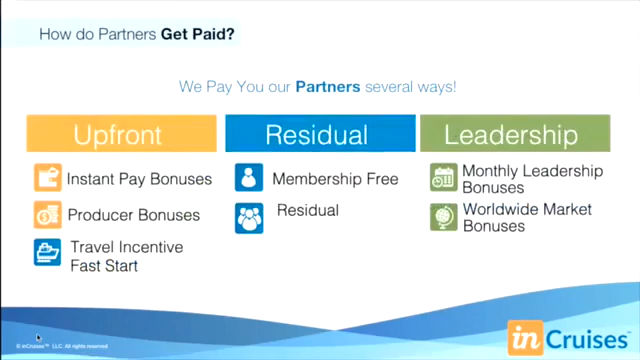 How do Partners Get Paid?
We Pay You our Partners several ways!
Upfront
Instant Pay Bonuses
Producer Bonuses
Travel Incentive
Fast Start
Residual
Membership Free
Residual
Leadership
Monthly Leadership
Bonuses
Worldwide Market
Bonuses
© inCruises™ LLC. All rights reserved
inCruises™